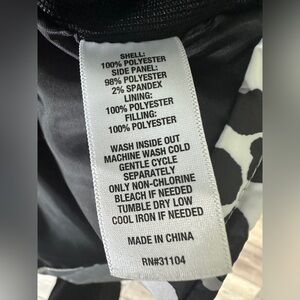 SHELL:
100% POLYESTER
SIDE PANEL:
98% POLYESTER
2% SPANDEX
LINING:
100% POLYESTER
FILLING:
100% POLYESTER
WASH INSIDE OUT
MACHINE WASH COLD
GENTLE CYCLE
SEPARATELY
ONLY NON-CHLORINE
BLEACH IF NEEDED
TUMBLE DRY LOW
COOL IRON IF NEEDED
MADE IN CHINA
RN#31104